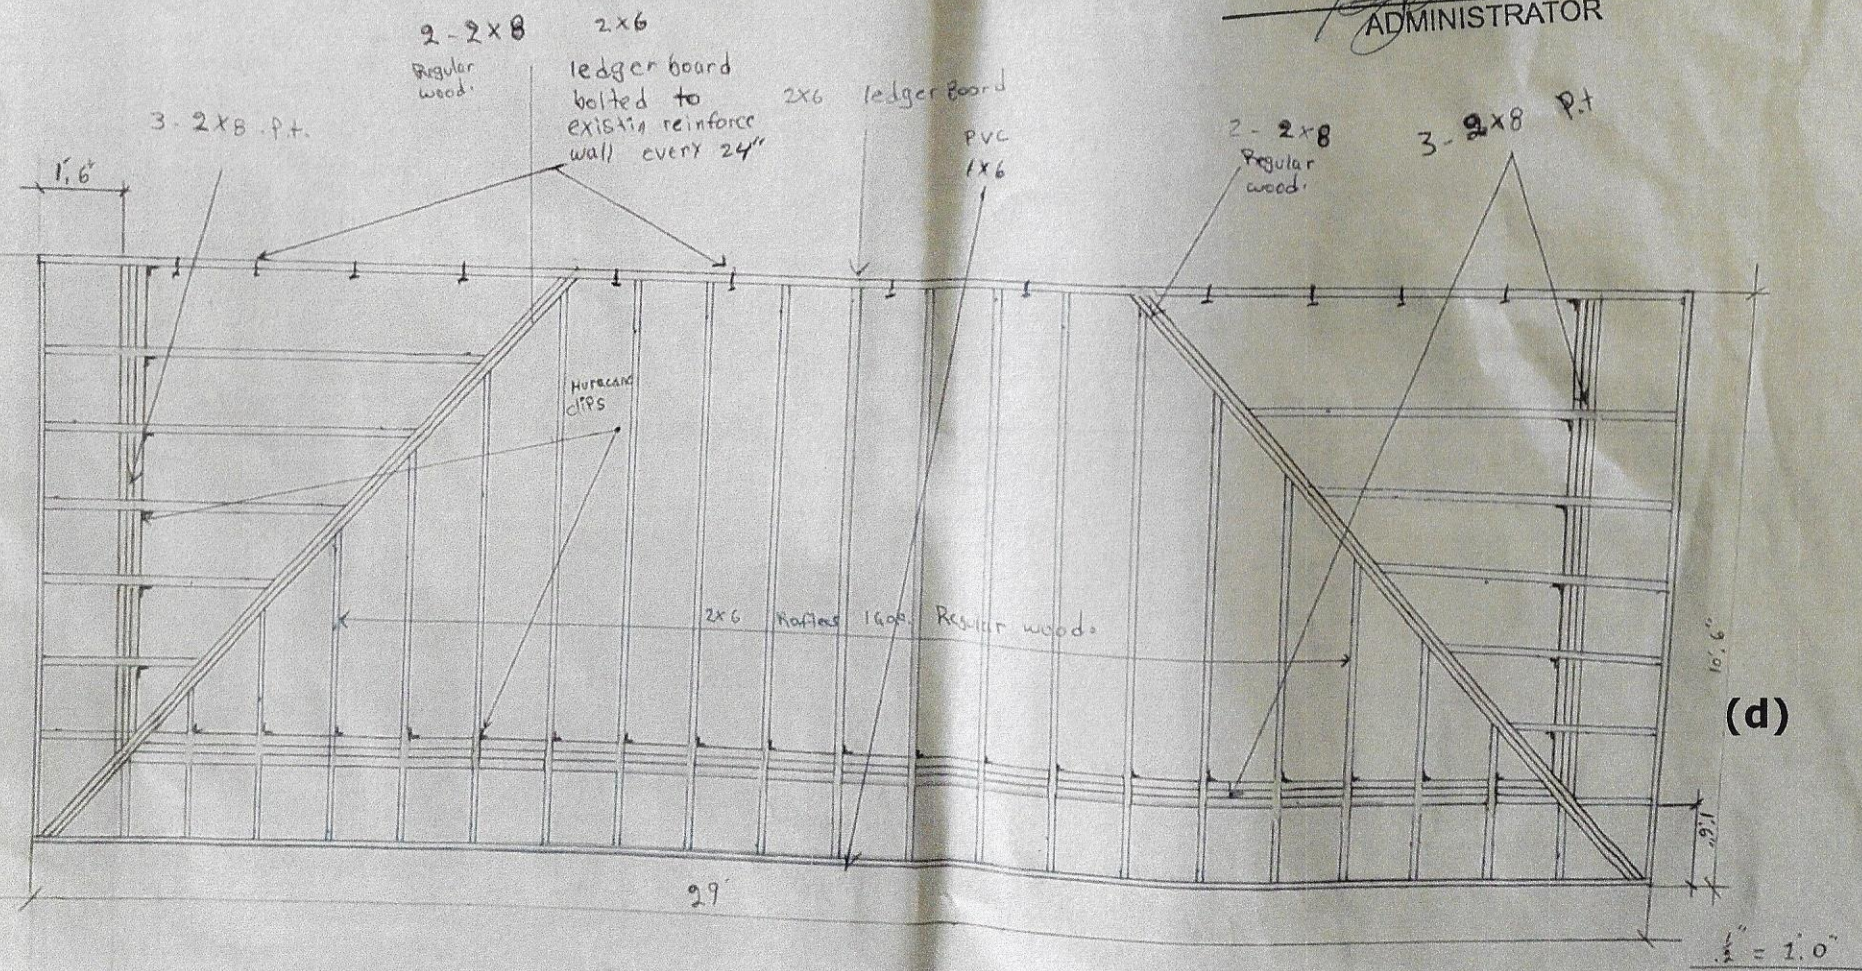 ADMINISTRATOR
2 - 2x8
Regular
wood.
2x6
ledger board
bolted to
existin reinforce
wall every 24"
2x6 ledger Board
PVC
1x6
2 - 2x8
Regular
wood.
3 - 2x8 P.t
3 - 2x8 .P.t.
1', 6"
Huracane
clips
2x6 Rafters Regular wood.
10', 6"
(d)
1'6"
29'
1/2" = 1'.0"